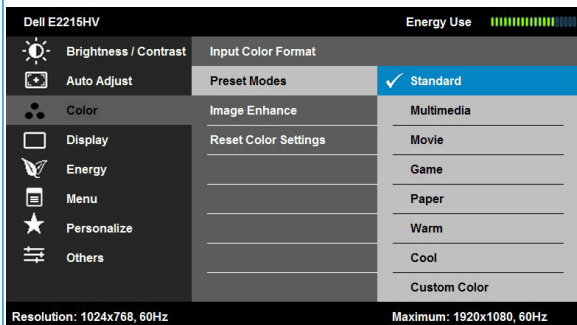 Dell E2215HV Energy Use
Brightness / Contrast Input Color Format
Auto Adjust Preset Modes Standard
Color Image Enhance Multimedia
Display Reset Color Settings Movie
Energy Game
Menu Paper
Personalize Warm
Others Cool
Custom Color
Resolution: 1024x768, 60Hz Maximum: 1920x1080, 60Hz